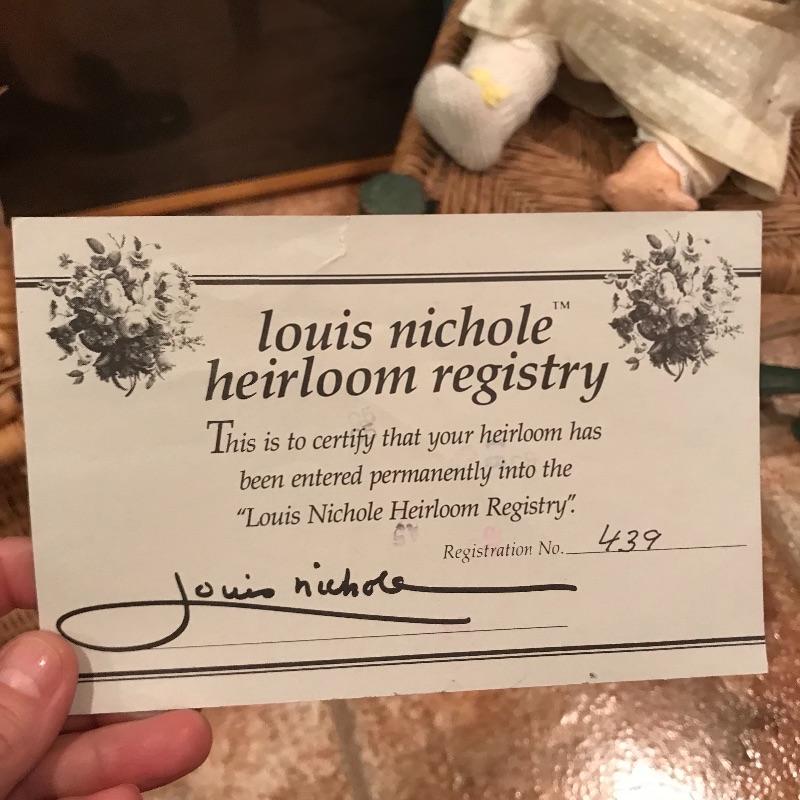 louis nichole™
heirloom registry
This is to certify that your heirloom has
been entered permanently into the
“Louis Nichole Heirloom Registry”.
Registration No. 439
louis nichole